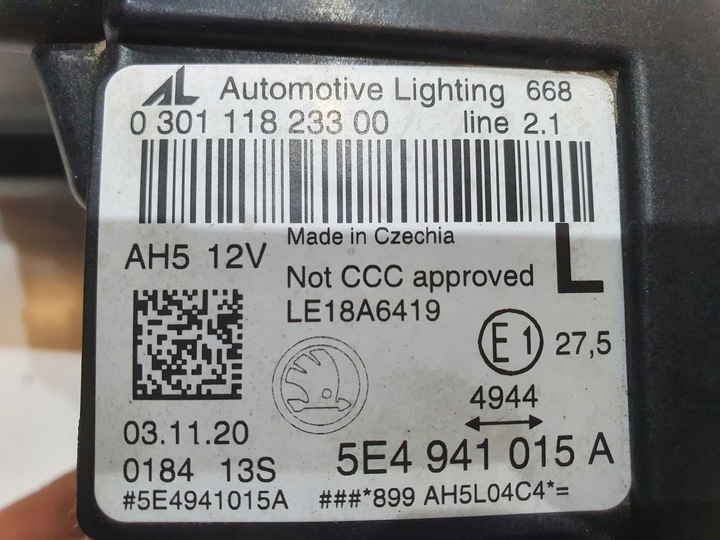 AL Automotive Lighting 668
0 301 118 233 00 line 2.1
Made in Czechia
AH5 12V
Not CCC approved L
LE18A6419
E1 27,5
4944
03.11.20
5E4 941 015 A
0184 13S
#5E4941015A ###*899 AH5L04C4*=